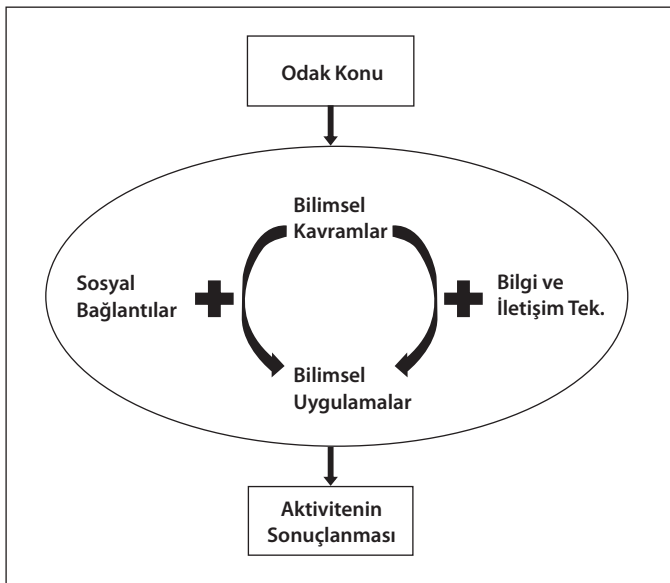 Odak Konu
Bilimsel
Kavramlar
Sosyal
Bağlantılar
Bilgi ve
İletişim Tek.
Bilimsel
Uygulamalar
Aktivitenin
Sonuçlanması